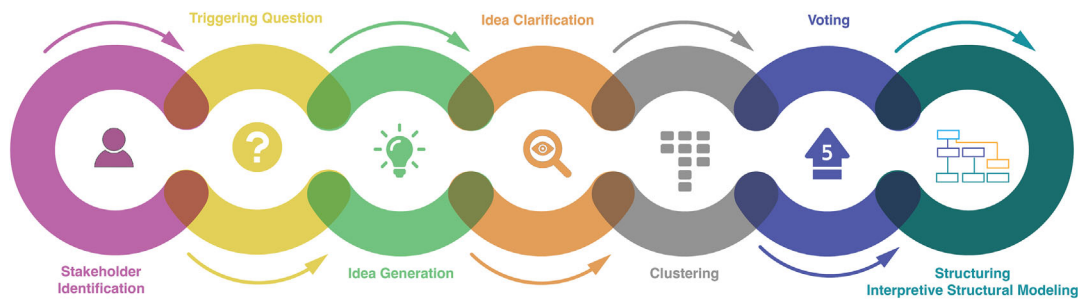 Triggering Question
Idea Clarification
Voting
?
5
Stakeholder
Identification
Idea Generation
Clustering
Structuring
Interpretive Structural Modeling